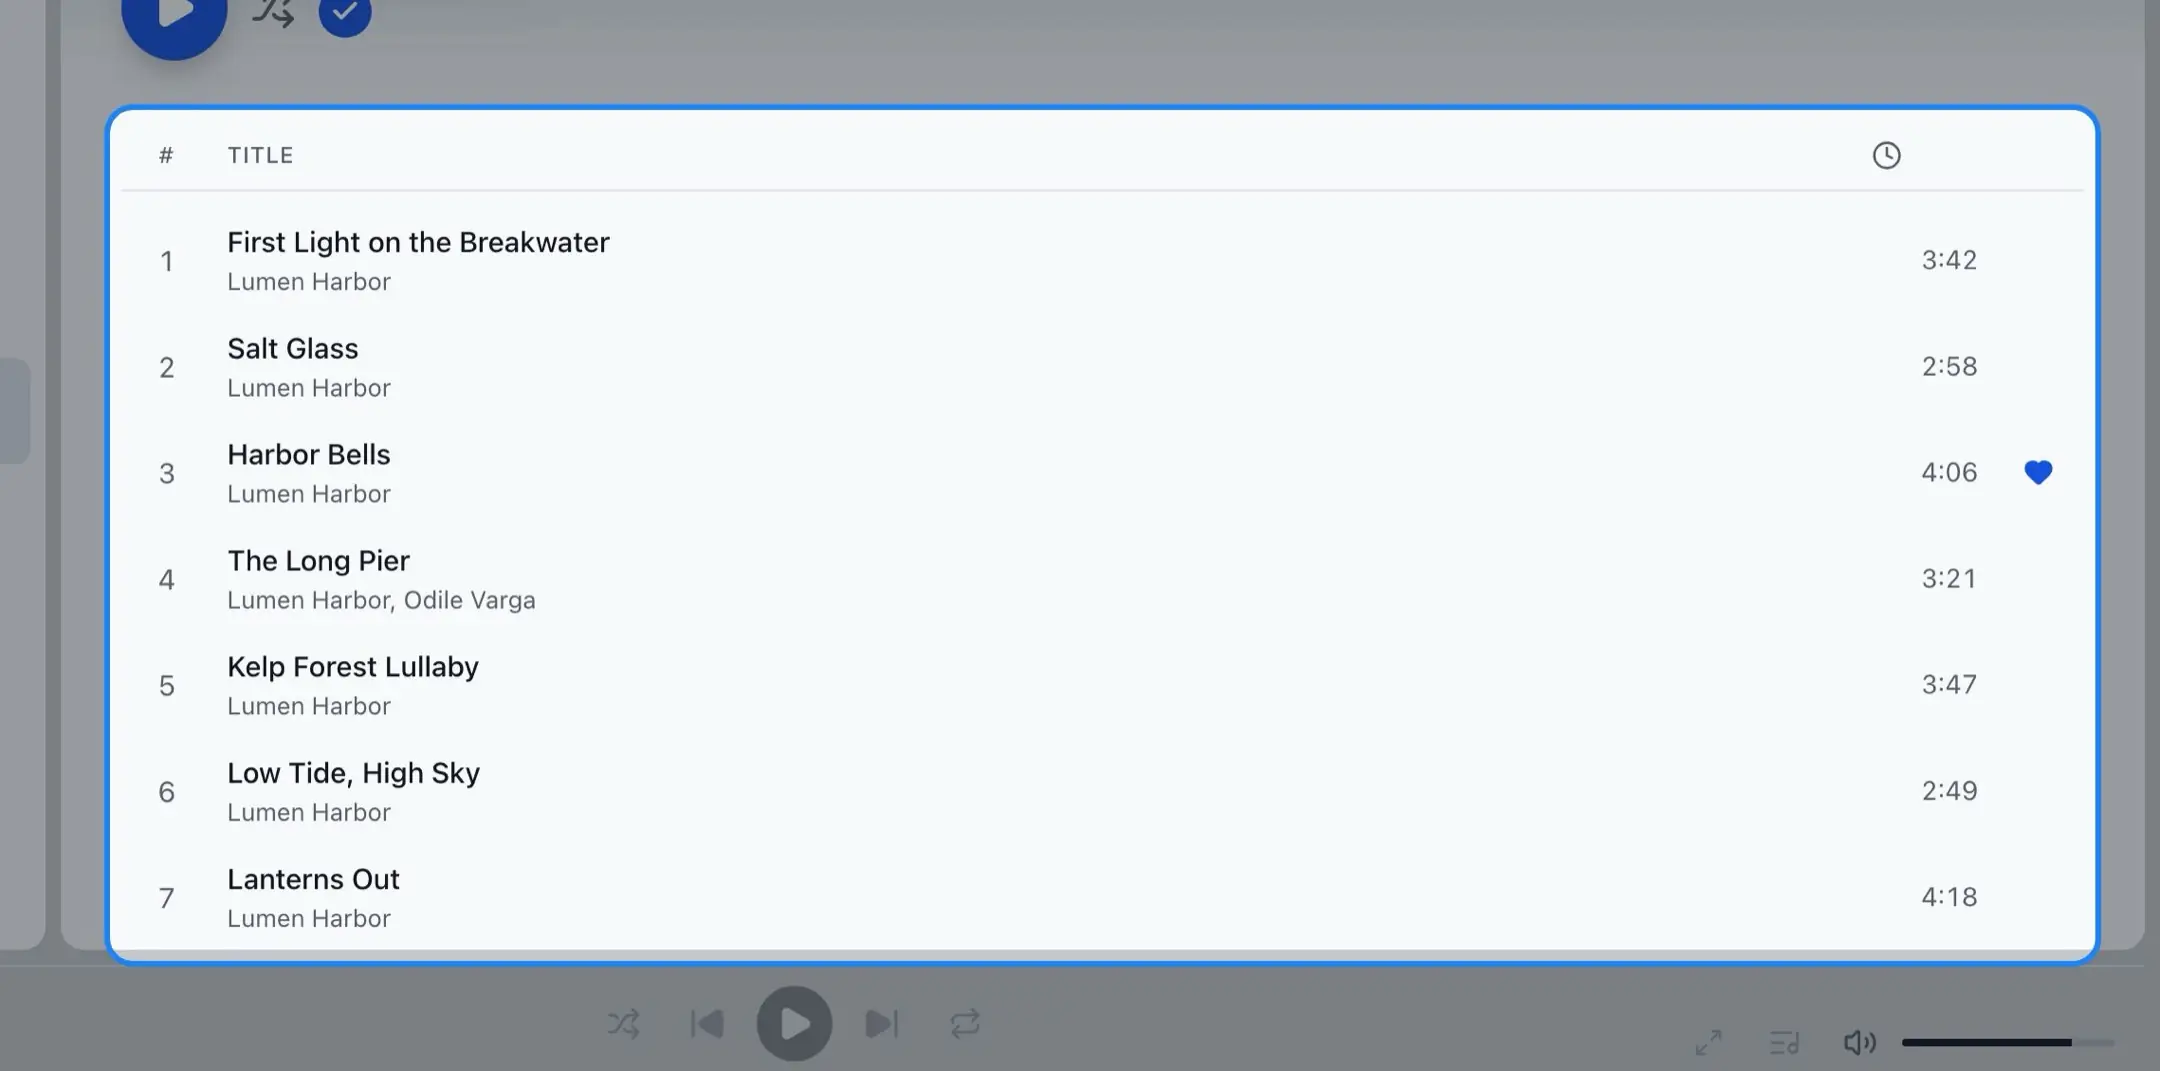 # TITLE
1 First Light on the Breakwater 3:42
Lumen Harbor
2 Salt Glass 2:58
Lumen Harbor
3 Harbor Bells 4:06
Lumen Harbor
4 The Long Pier 3:21
Lumen Harbor, Odile Varga
5 Kelp Forest Lullaby 3:47
Lumen Harbor
6 Low Tide, High Sky 2:49
Lumen Harbor
7 Lanterns Out 4:18
Lumen Harbor